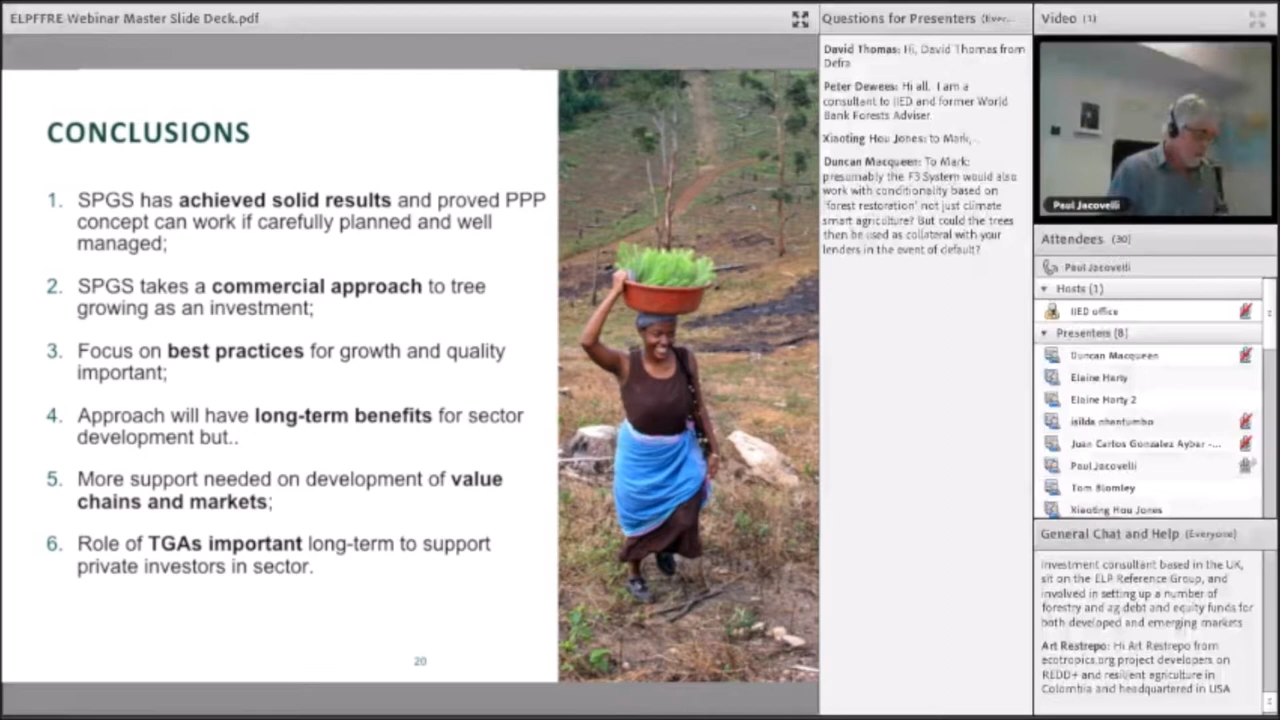 ELPFFRE Webinar Master Slide Deck.pdf
CONCLUSIONS
1. SPGS has achieved solid results and proved PPP
concept can work if carefully planned and well
managed;
2. SPGS takes a commercial approach to tree
growing as an investment;
3. Focus on best practices for growth and quality
important;
4. Approach will have long-term benefits for sector
development but..
5. More support needed on development of value
chains and markets;
6. Role of TGAs important long-term to support
private investors in sector.
20
Questions for Presenters (Ever...
David Thomas: Hi, David Thomas from
Defra
Peter Dewees: Hi all. I am a
consultant to IIED and former World
Bank Forests Adviser.
Xiaoting Hou Jones: to Mark,
Duncan Macqueen: To Mark:
presumably the F3 System would also
work with conditionality based on
'forest restoration' not just climate
smart agriculture? But could the trees
then be used as collateral with your
lenders in the event of default?
Video (1)
Paul Jacovelli
Attendees (30)
Paul Jacovelli
Hosts (1)
IIED office
Presenters (8)
Duncan Macqueen
Elaine Harty
Elaine Harty 2
isilda nhantumbo
Juan Carlos Gonzalez Aybar -...
Paul Jacovelli
Tom Blomley
Xiaoting Hou Jones
General Chat and Help (Everyone)
investment consultant based in the UK,
sit on the ELP Reference Group, and
involved in setting up a number of
forestry and ag debt and equity funds for
both developed and emerging markets
Art Restrepo: Hi Art Restrepo from
ecotropics.org project developers on
REDD+ and resilient agriculture in
Colombia and headquartered in USA